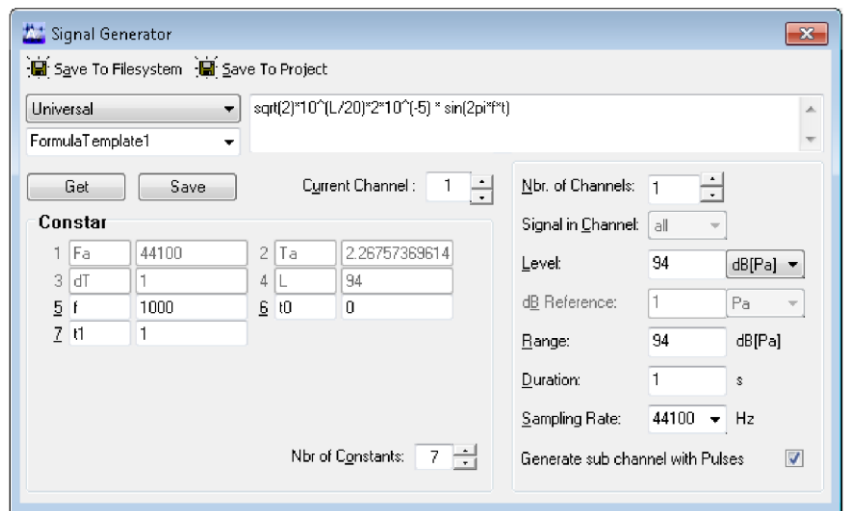 Signal Generator
Save To Filesystem Save To Project
Universal
sqrt(2)*10^(L/20)*2*10^(-5) * sin(2pi*f*t)
FormulaTemplate1
Get Save Current Channel : 1
Constar
1 Fa 44100 2 Ta 2.26757369614
3 dT 1 4 L 94
5 f 1000 6 t0 0
7 t1 1
Nbr of Constants: 7
Nbr. of Channels: 1
Signal in Channel: all
Level: 94 dB[Pa]
dB Reference: 1 Pa
Range: 94 dB[Pa]
Duration: 1 s
Sampling Rate: 44100 Hz
Generate sub channel with Pulses